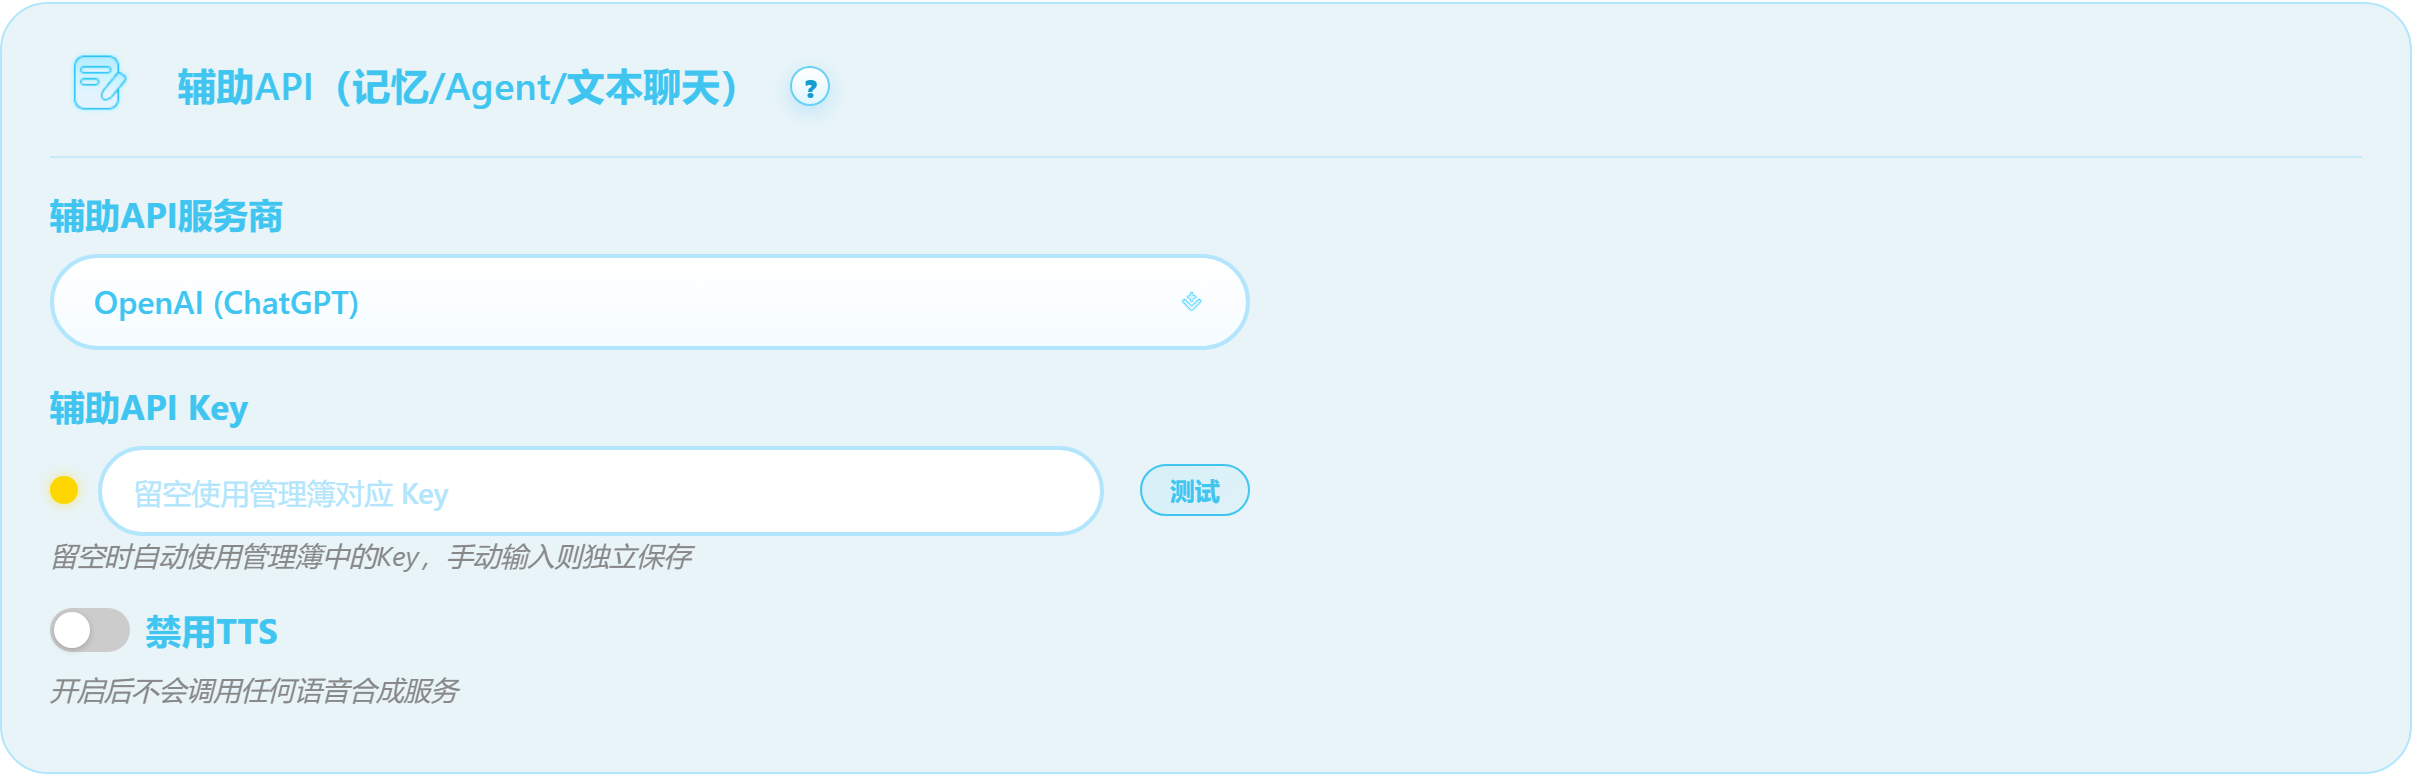 辅助API（记忆/Agent/文本聊天） ?
辅助API服务商
OpenAI (ChatGPT)
辅助API Key
留空使用管理簿对应 Key
测试
留空时自动使用管理簿中的Key，手动输入则独立保存
禁用TTS
开启后不会调用任何语音合成服务